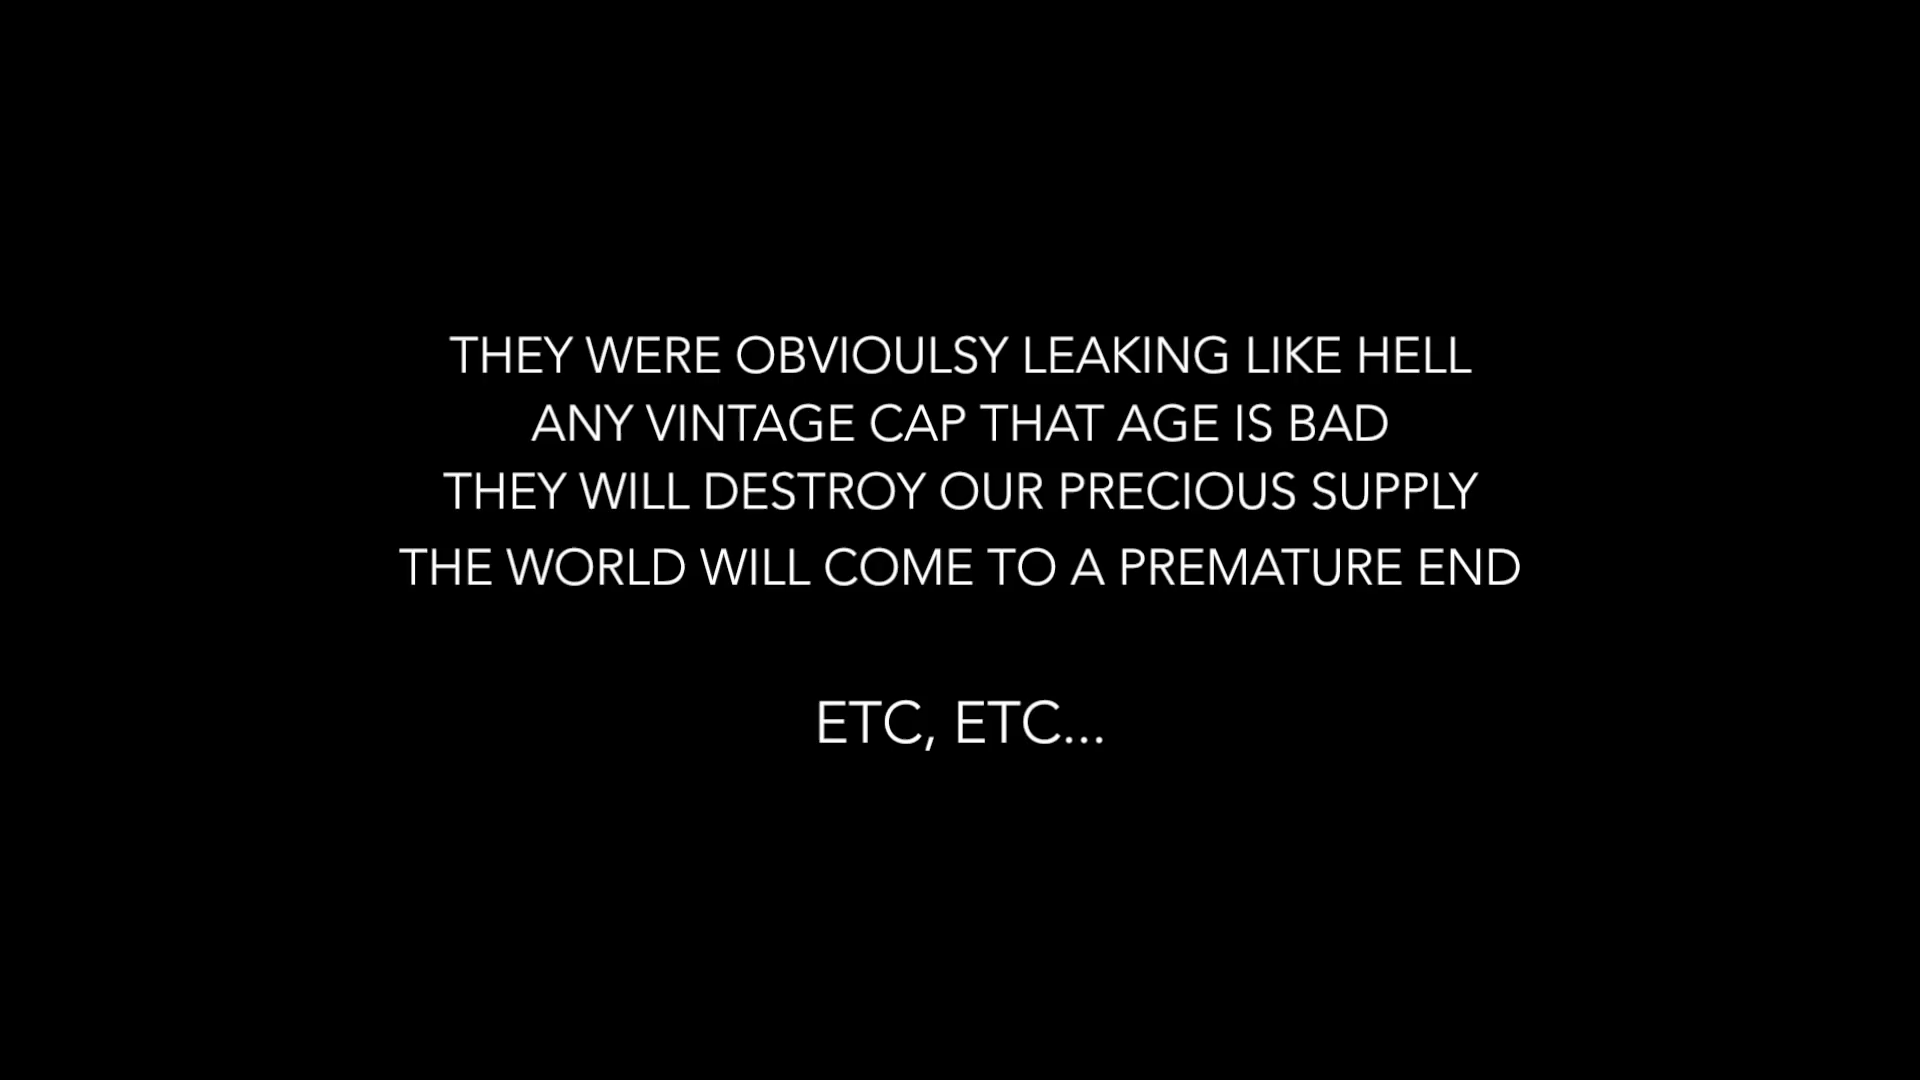 THEY WERE OBVIOULSY LEAKING LIKE HELL
ANY VINTAGE CAP THAT AGE IS BAD
THEY WILL DESTROY OUR PRECIOUS SUPPLY
THE WORLD WILL COME TO A PREMATURE END
ETC, ETC...